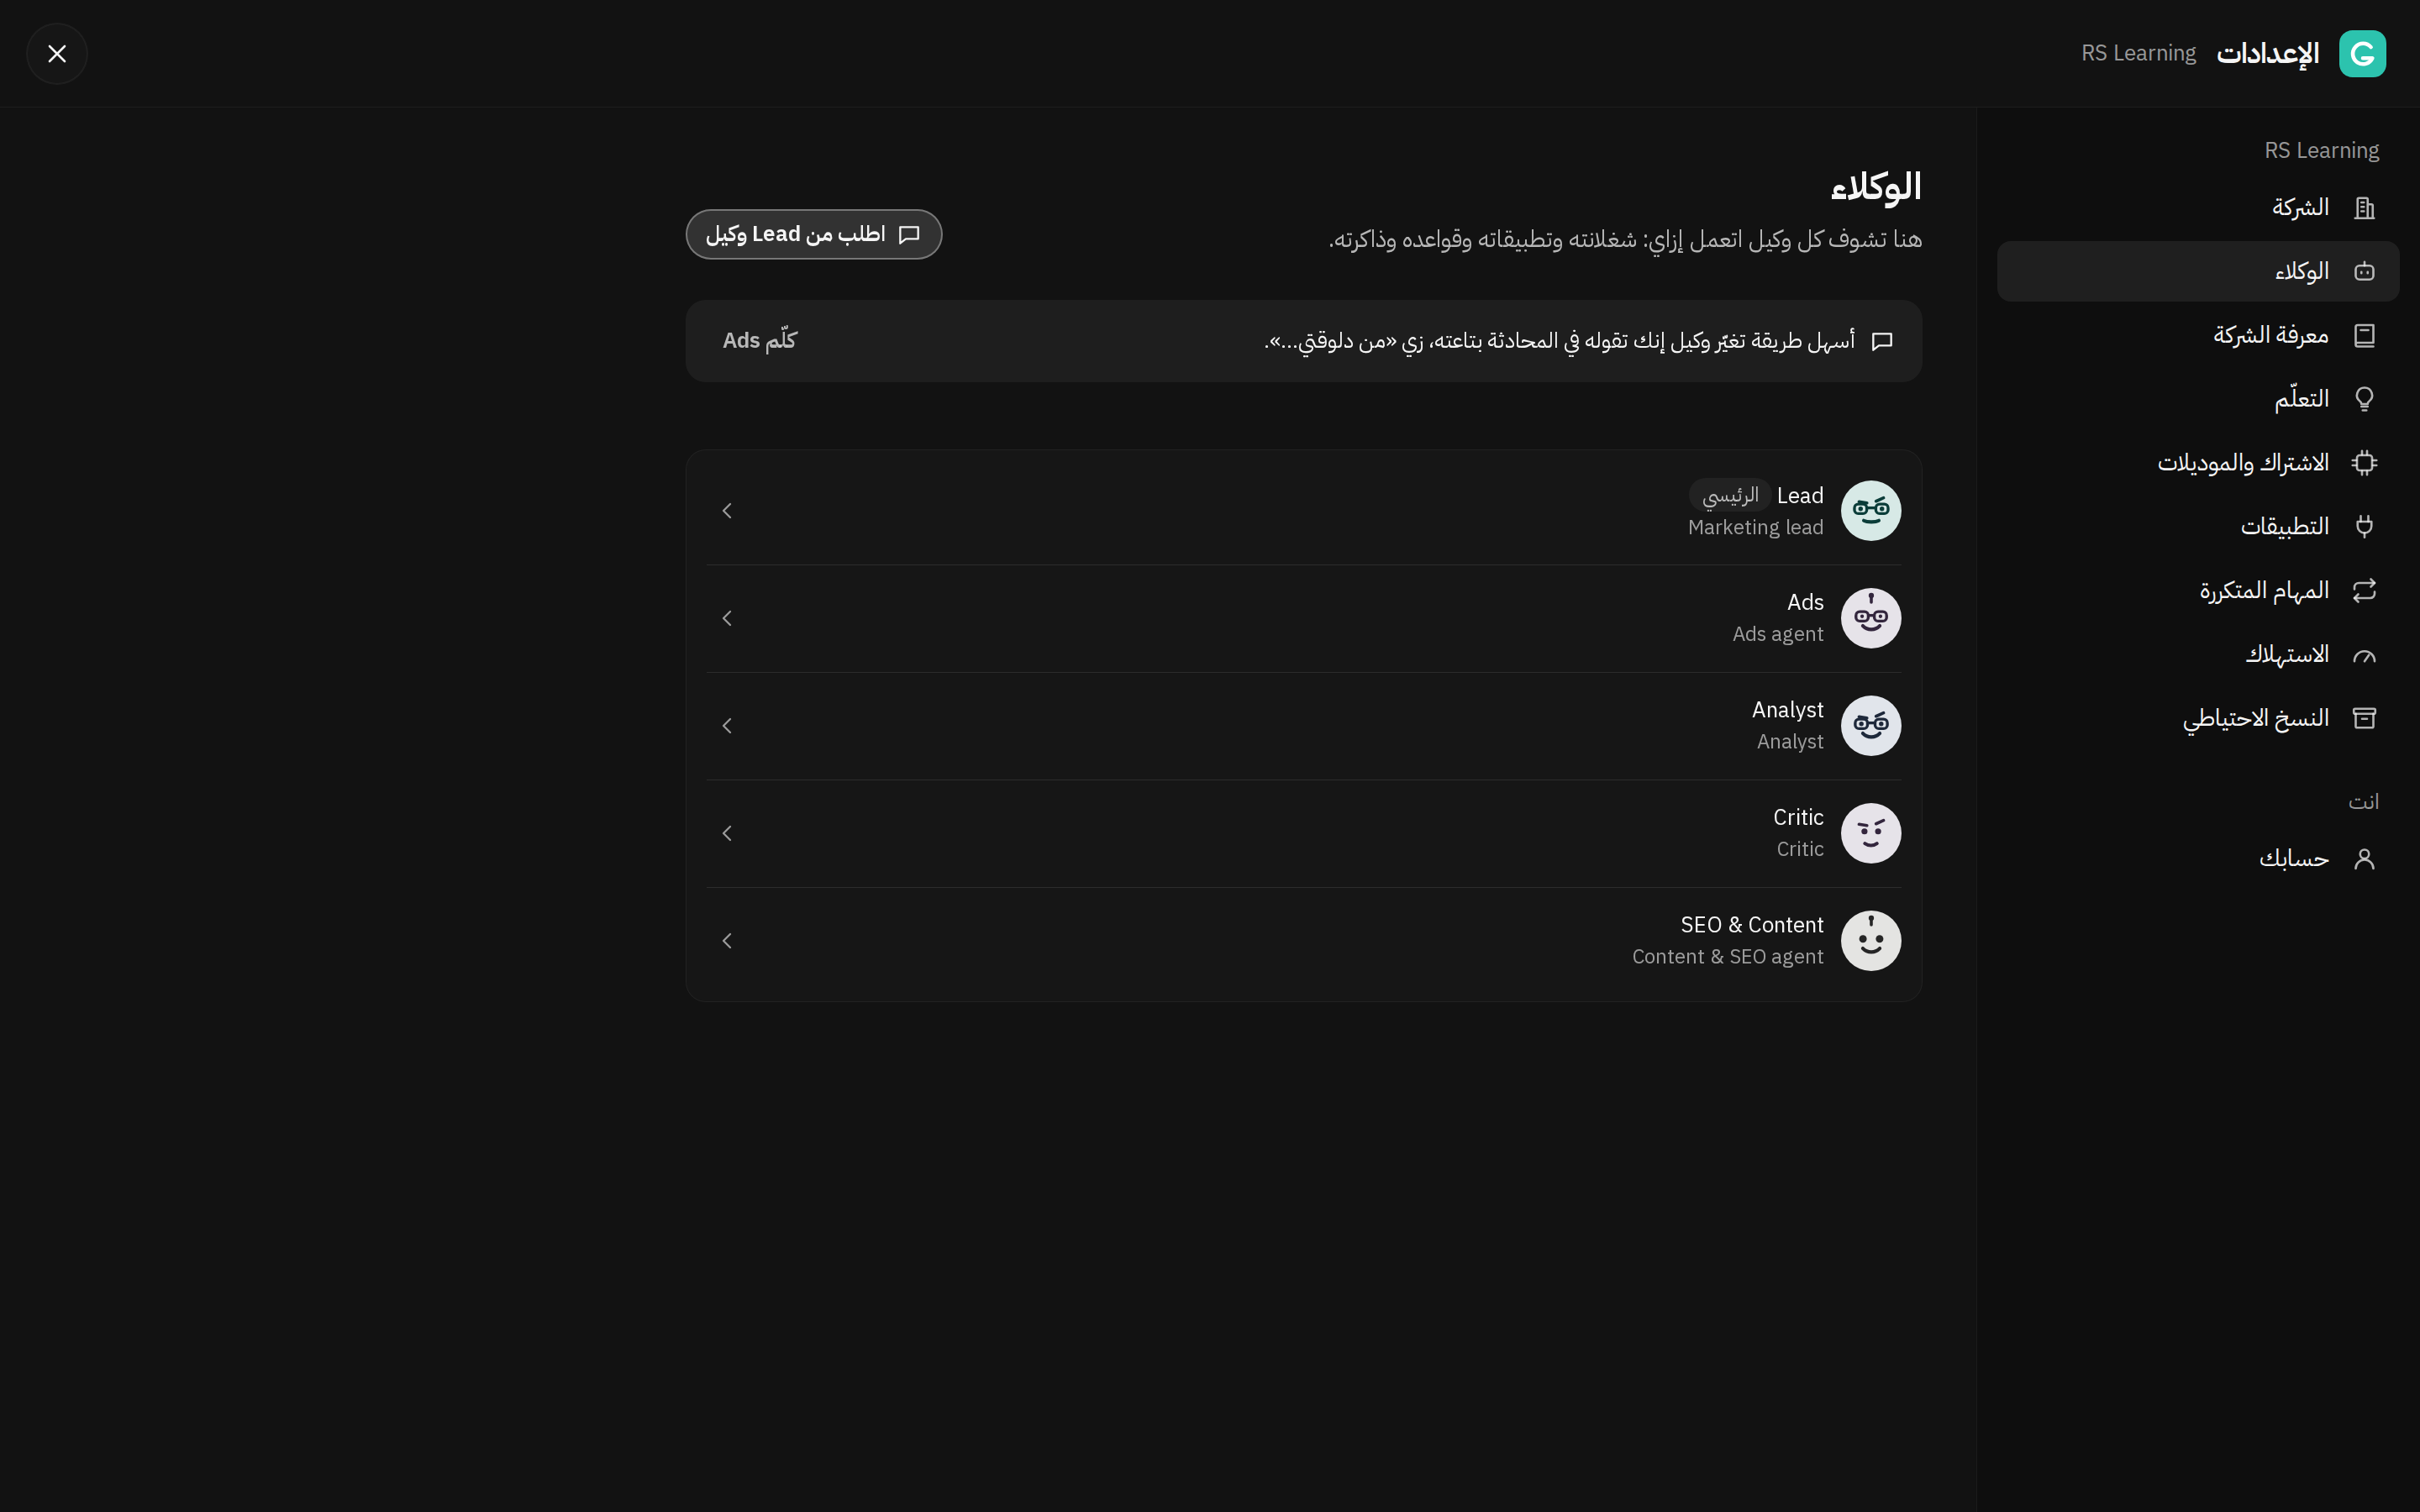 الإعدادات RS Learning
RS Learning
الشركة
الوكلاء
معرفة الشركة
التعلّم
الاشتراك والموديلات
التطبيقات
المهام المتكررة
الاستهلاك
النسخ الاحتياطي
انت
حسابك
الوكلاء
هنا تشوف كل وكيل اتعمل إزاي: شغلانته وتطبيقاته وقواعده وذاكرته.
اطلب من Lead وكيل
أسهل طريقة تغيّر وكيل إنك تقوله في المحادثة بتاعته، زي «من دلوقتي…».
كلّم Ads
Lead الرئيسي
Marketing lead
Ads
Ads agent
Analyst
Analyst
Critic
Critic
SEO & Content
Content & SEO agent